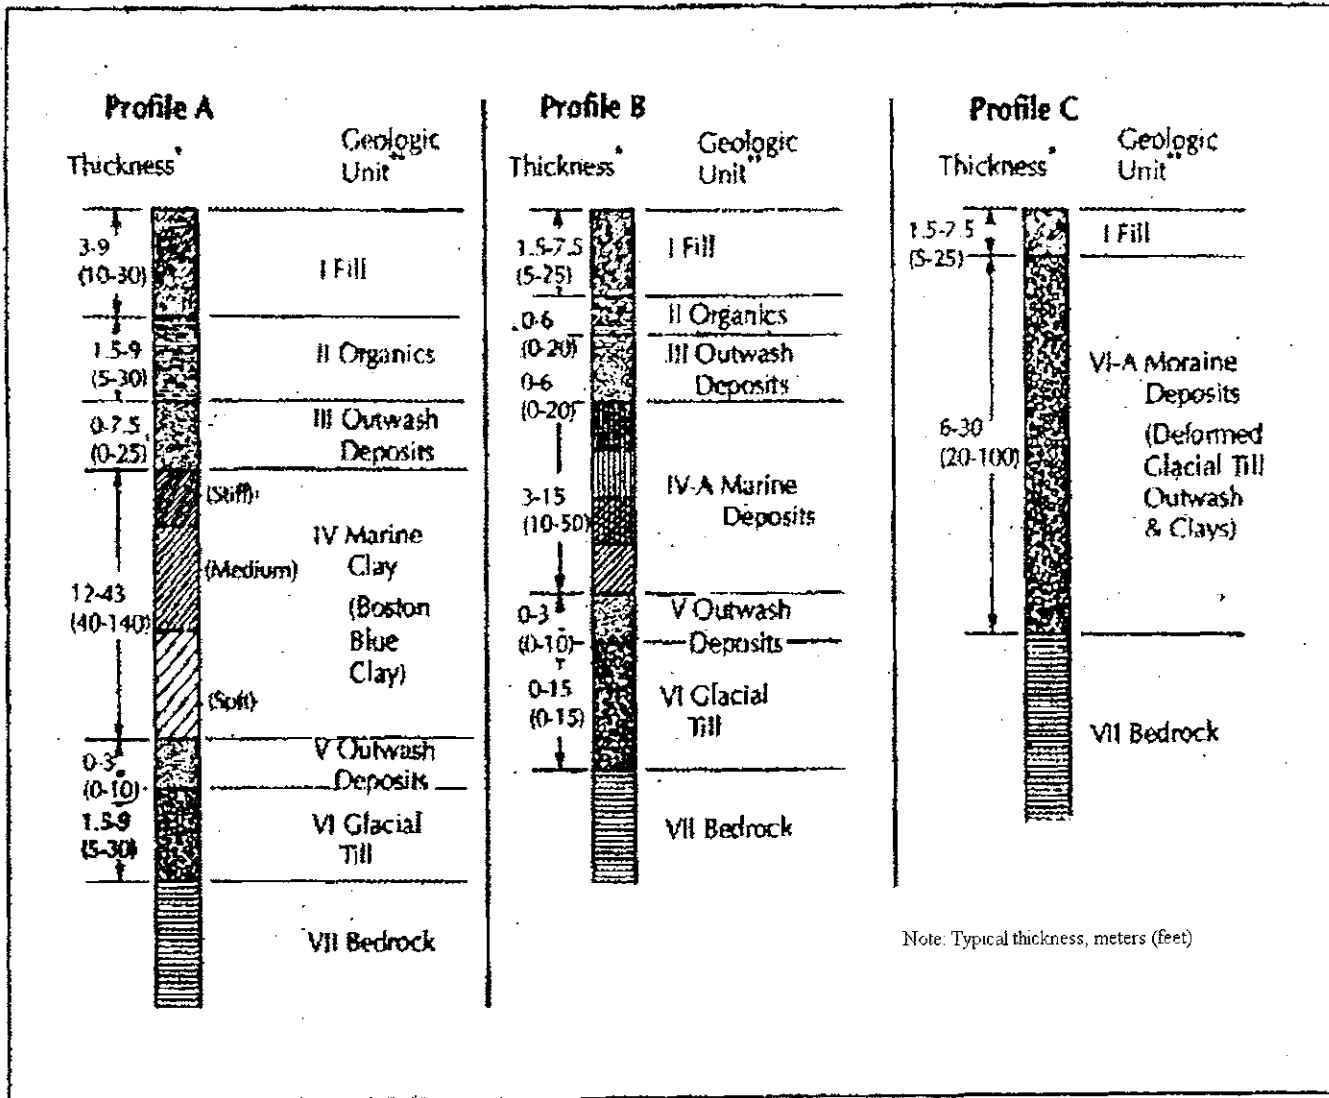 Profile A
Thickness*
Geologic
Unit**
3-9
(10-30)
I Fill
1.5-9
(5-30)
II Organics
0-7.5
(0-25)
III Outwash
Deposits
(Stiff)
(Medium)
(Soft)
12-43
(40-140)
IV Marine
Clay
(Boston
Blue
Clay)
0-3
(0-10)
V Outwash
Deposits
1.5-9
(5-30)
VI Glacial
Till
VII Bedrock
Profile B
Thickness*
Geologic
Unit**
1.5-7.5
(5-25)
I Fill
0-6
(0-20)
II Organics
0-6
(0-20)
III Outwash
Deposits
3-15
(10-50)
IV-A Marine
Deposits
0-3
(0-10)
V Outwash
Deposits
0-15
(0-15)
VI Glacial
Till
VII Bedrock
Profile C
Thickness*
Geologic
Unit**
1.5-7.5
(5-25)
I Fill
6-30
(20-100)
VI-A Moraine
Deposits
(Deformed
Glacial Till
Outwash
& Clays)
VII Bedrock
Note: Typical thickness, meters (feet)